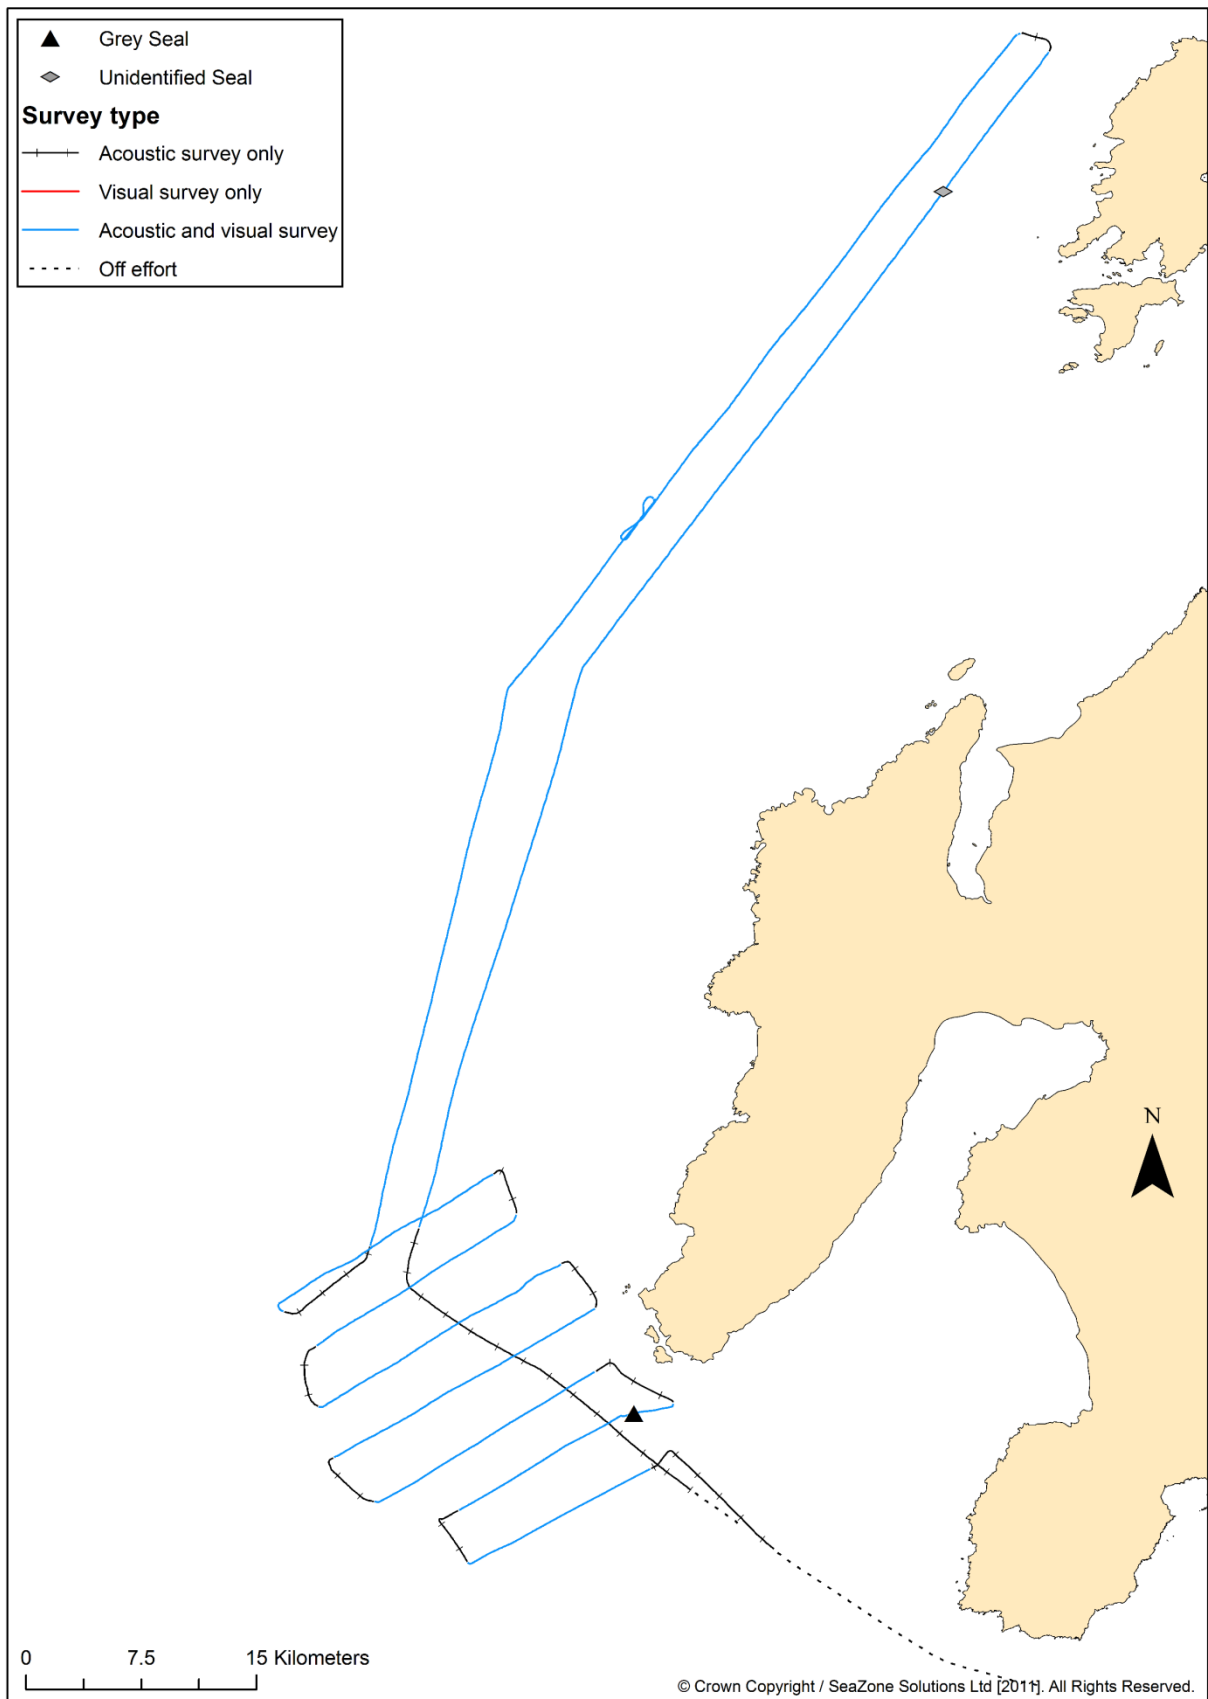 Grey Seal
Unidentified Seal
Survey type
Acoustic survey only
Visual survey only
Acoustic and visual survey
Off effort
N
0 7.5 15 Kilometers
© Crown Copyright / SeaZone Solutions Ltd [2011]. All Rights Reserved.